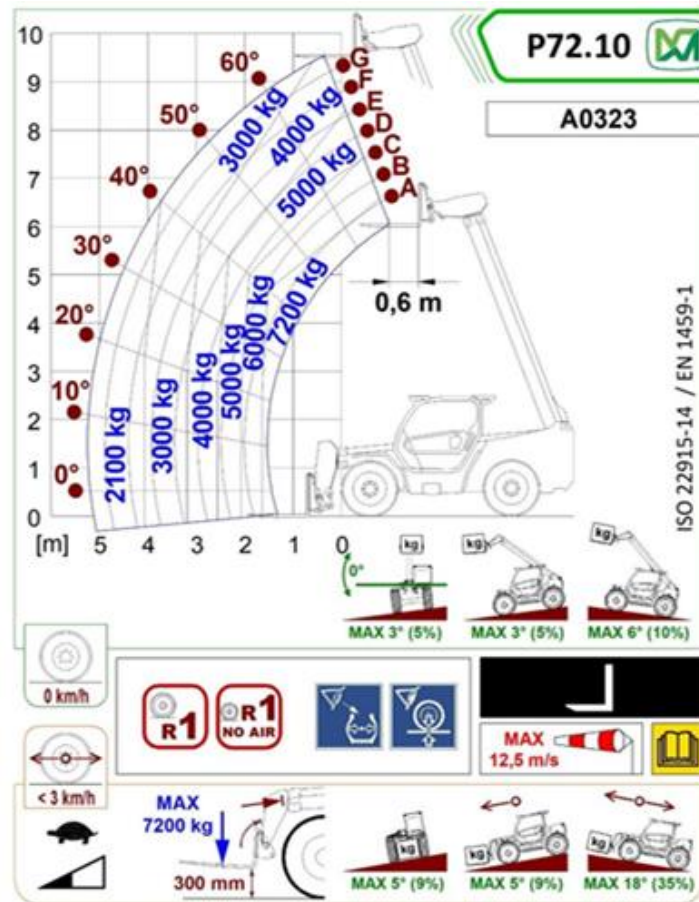 P72.10
A0323
10
9
8
7
6
5
4
3
2
1
0
[m] 5 4 3 2 1 0
60°
50°
40°
30°
20°
10°
0°
G
F
E
D
C
B
A
3000 kg
4000 kg
5000 kg
7200 kg
6000 kg
5000 kg
4000 kg
3000 kg
2100 kg
0,6 m
ISO 22915-14 / EN 1459-1
kg
kg
kg
0°
MAX 3° (5%)
MAX 3° (5%)
MAX 6° (10%)
0 km/h
< 3 km/h
R1
R1
NO AIR
MAX
12,5 m/s
MAX
7200 kg
300 mm
kg
kg
kg
MAX 5° (9%)
MAX 5° (9%)
MAX 18° (35%)